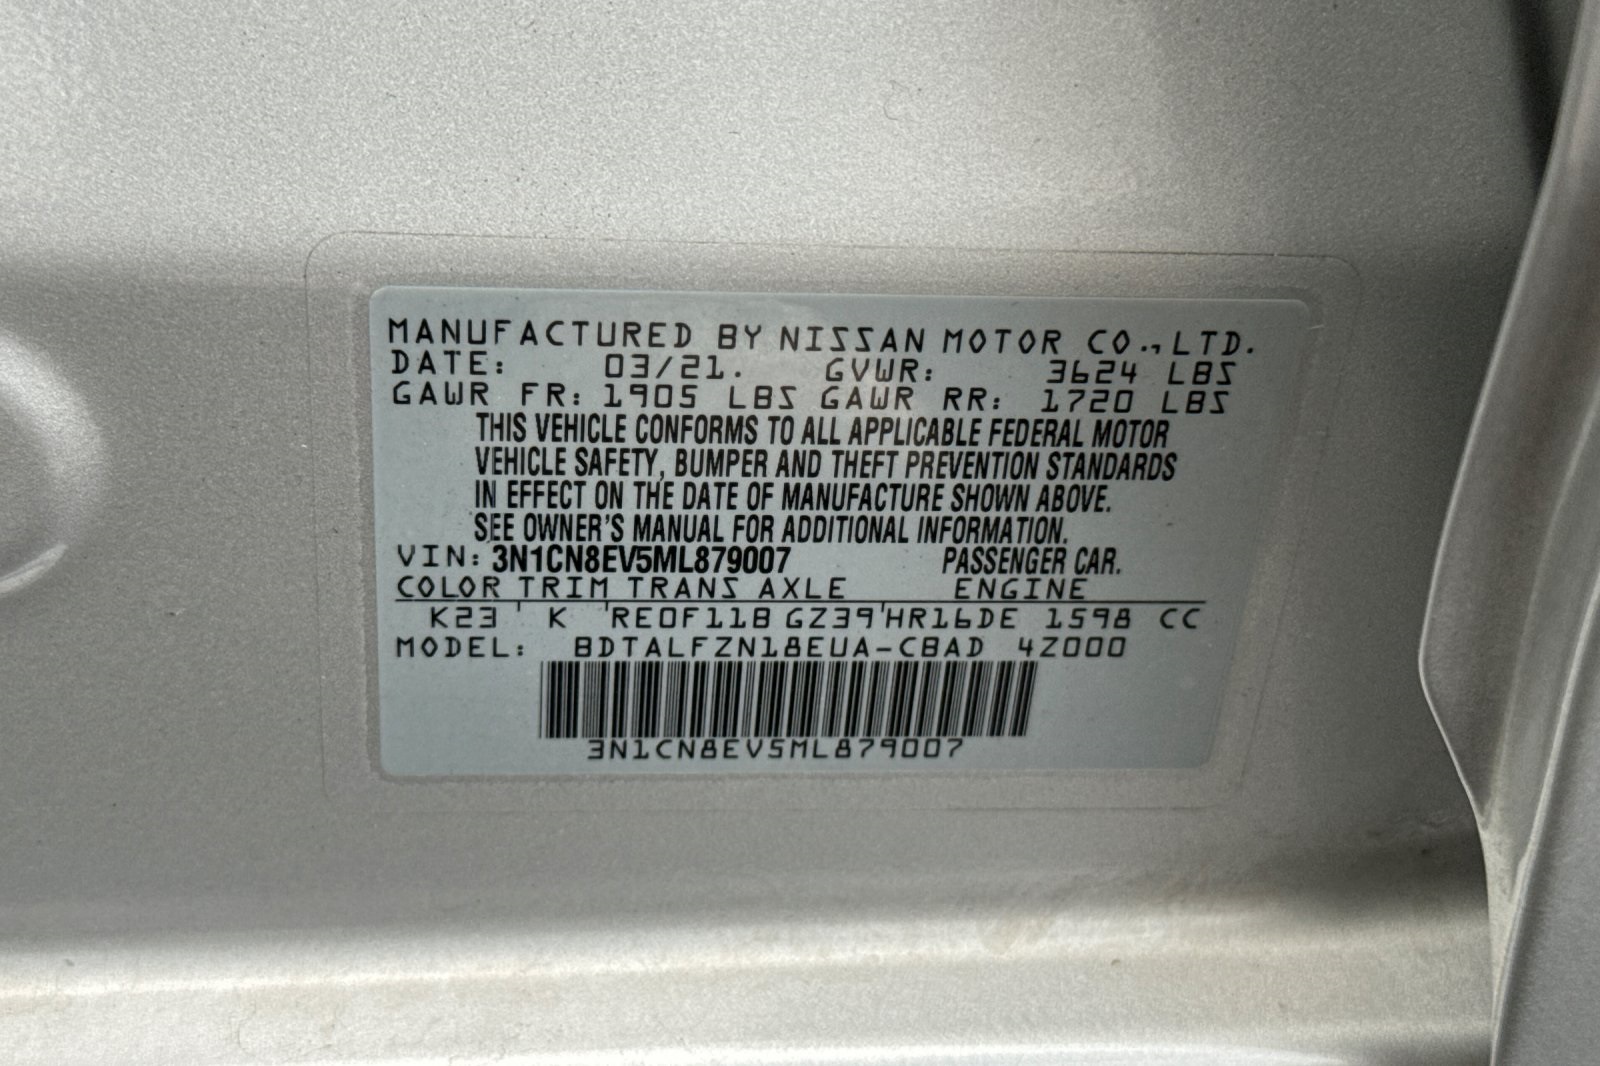 MANUFACTURED BY NISSAN MOTOR CO., LTD.
DATE: 03/21. GVWR: 3624 LBS
GAWR FR: 1905 LBS GAWR RR: 1720 LBS
THIS VEHICLE CONFORMS TO ALL APPLICABLE FEDERAL MOTOR
VEHICLE SAFETY, BUMPER AND THEFT PREVENTION STANDARDS
IN EFFECT ON THE DATE OF MANUFACTURE SHOWN ABOVE.
SEE OWNER'S MANUAL FOR ADDITIONAL INFORMATION.
VIN: 3N1CN8EV5ML879007 PASSENGER CAR.
COLOR TRIM TRANS AXLE ENGINE
K23 ' K ' RE0F11B GZ39 ' HR16DE 1598 CC
MODEL: BDTALFZN18EUA-CBAD 4Z000
3N1CN8EV5ML879007